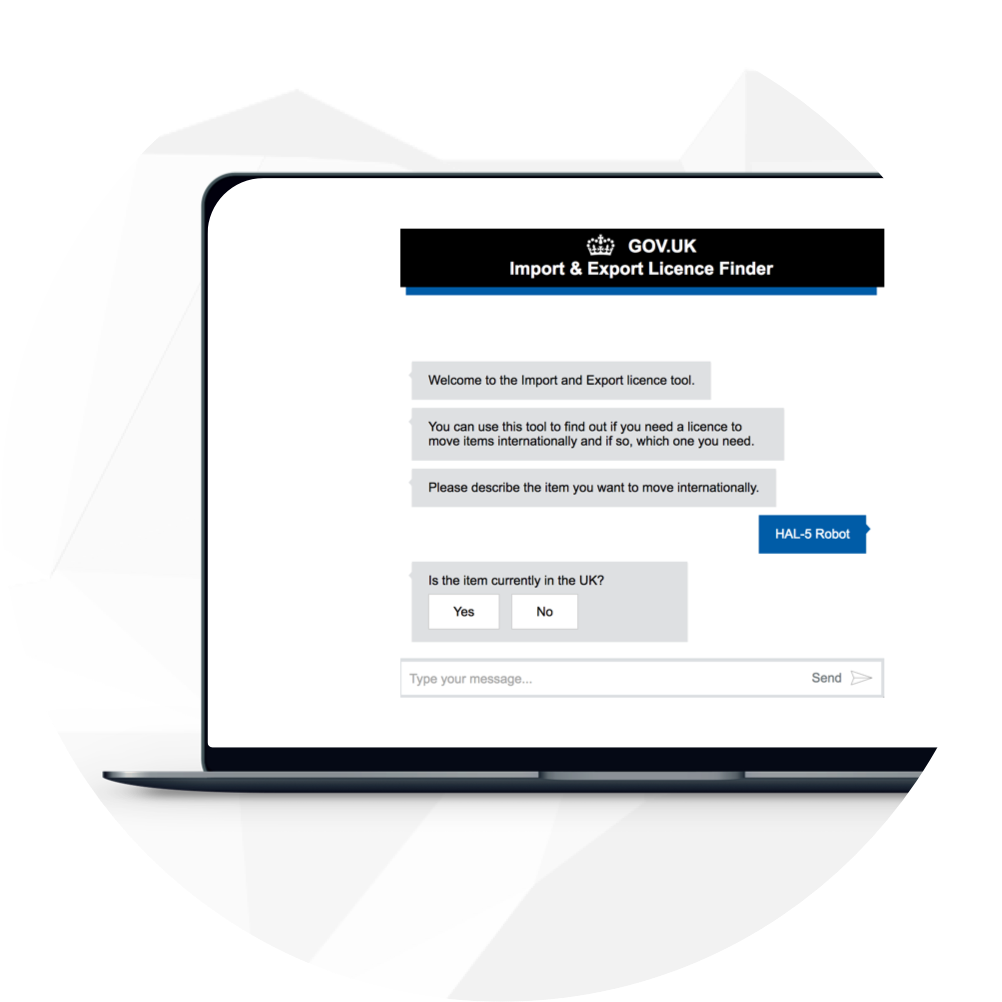 GOV.UK
Import & Export Licence Finder
Welcome to the Import and Export licence tool.
You can use this tool to find out if you need a licence to
move items internationally and if so, which one you need.
Please describe the item you want to move internationally.
HAL-5 Robot
Is the item currently in the UK?
Yes No
Type your message... Send